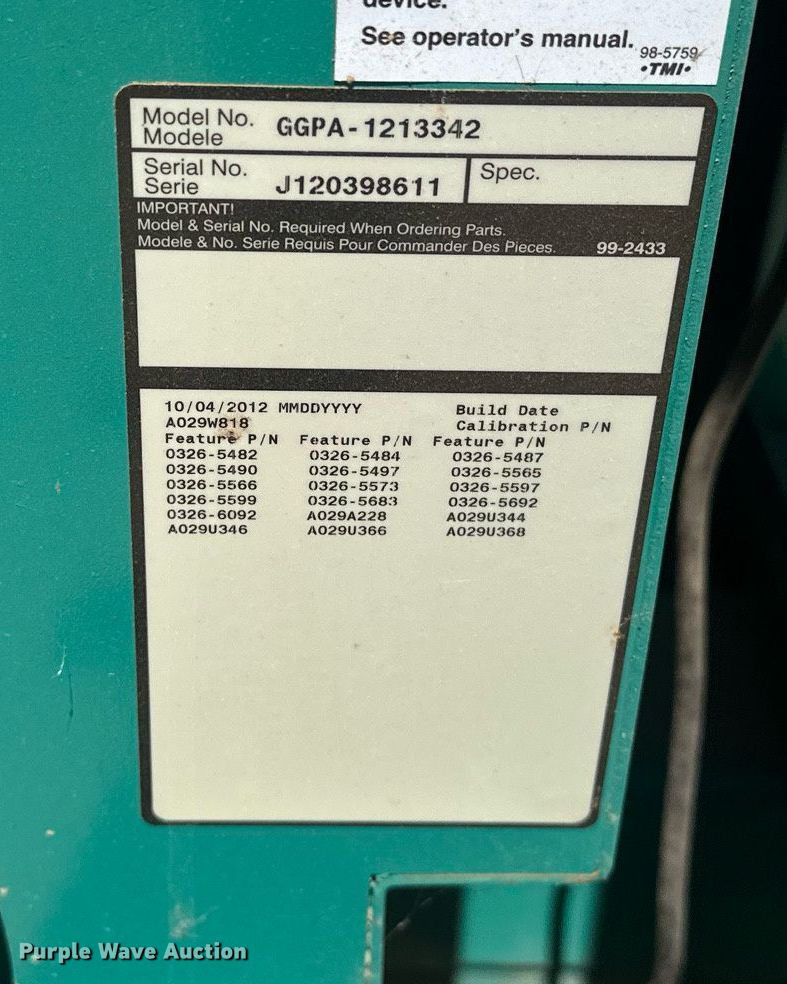 device.
See operator's manual.
98-5759
•TMI•
Model No.
Modele
GGPA-1213342
Serial No.
Serie
J120398611
Spec.
IMPORTANT!
Model & Serial No. Required When Ordering Parts.
Modele & No. Serie Requis Pour Commander Des Pieces. 99-2433
10/04/2012 MMDDYYYY Build Date
A029W818 Calibration P/N
Feature P/N Feature P/N Feature P/N
0326-5482 0326-5484 0326-5487
0326-5490 0326-5497 0326-5565
0326-5566 0326-5573 0326-5597
0326-5599 0326-5683 0326-5692
0326-6092 A029A228 A029U344
A029U346 A029U366 A029U368
Purple Wave Auction